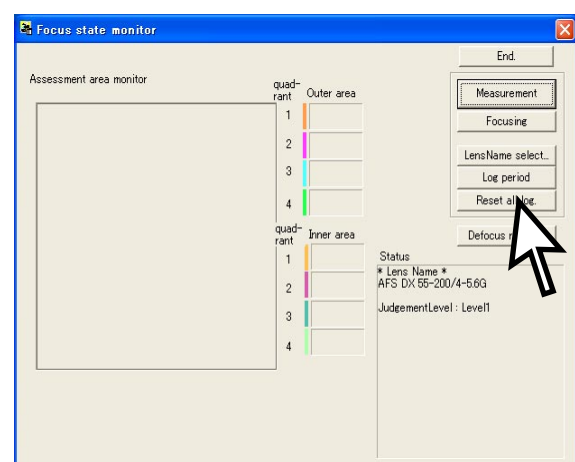 Focus state monitor
End.
Assessment area monitor
quad-
rant
Outer area
1
2
3
4
quad-
rant
Inner area
1
2
3
4
Measurement
Focusing
LensName select...
Log period
Reset all log.
Defocus
Status
* Lens Name *
AFS DX 55-200/4-5.6G
JudgementLevel : Level1